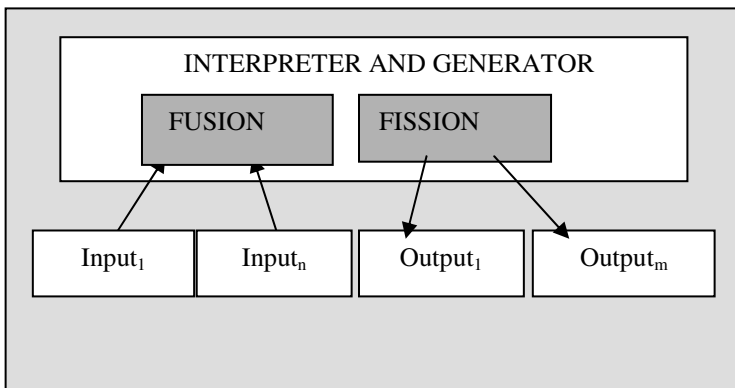 INTERPRETER AND GENERATOR
FUSION FISSION
Input₁ Inputₙ Output₁ Outputₘ